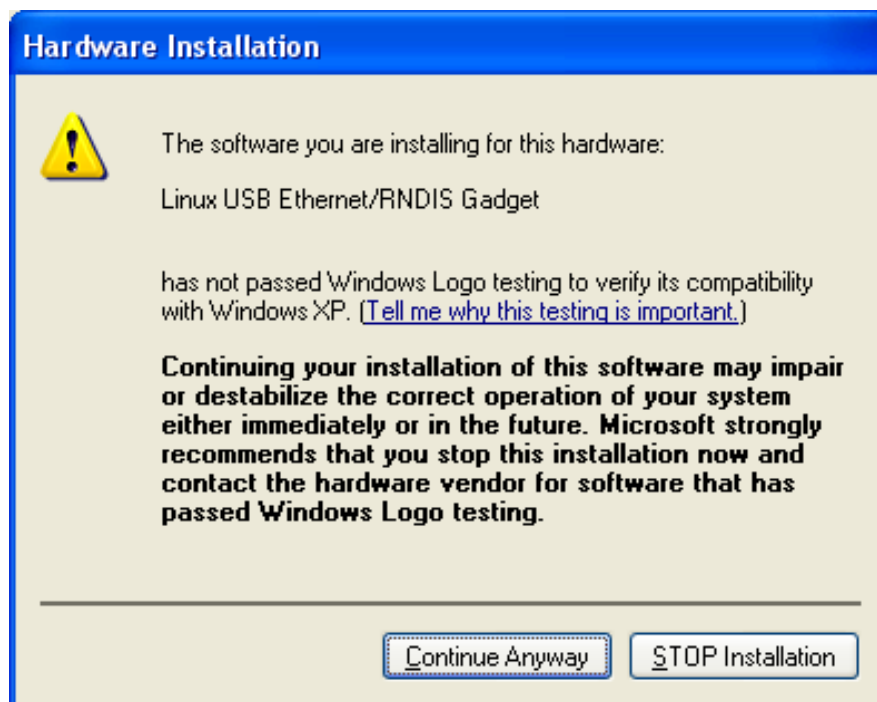 Hardware Installation
The software you are installing for this hardware:
Linux USB Ethernet/RNDIS Gadget
has not passed Windows Logo testing to verify its compatibility
with Windows XP. (Tell me why this testing is important.)
Continuing your installation of this software may impair
or destabilize the correct operation of your system
either immediately or in the future. Microsoft strongly
recommends that you stop this installation now and
contact the hardware vendor for software that has
passed Windows Logo testing.
Continue Anyway STOP Installation